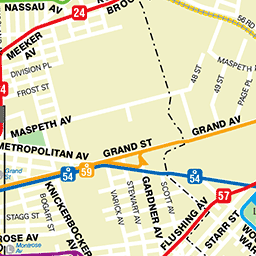 NASSAU AV
24
BROO
56 RD
MEEKER
AV
DIVISION PL
MASPETH
48 ST
49 ST
PAGE PL
FROST ST
MASPETH AV
GRAND AV
GRAND ST
METROPOLITAN AV
Grand
St
54
59
54
KNICKERBOCKER
AV
BOGART ST
STAGG ST
VARICK AV
STEWART AV
GARDNER AV
SCOTT AV
57
FLUSHING AV
STARR ST
WOO
ROSE AV
Montrose
Av